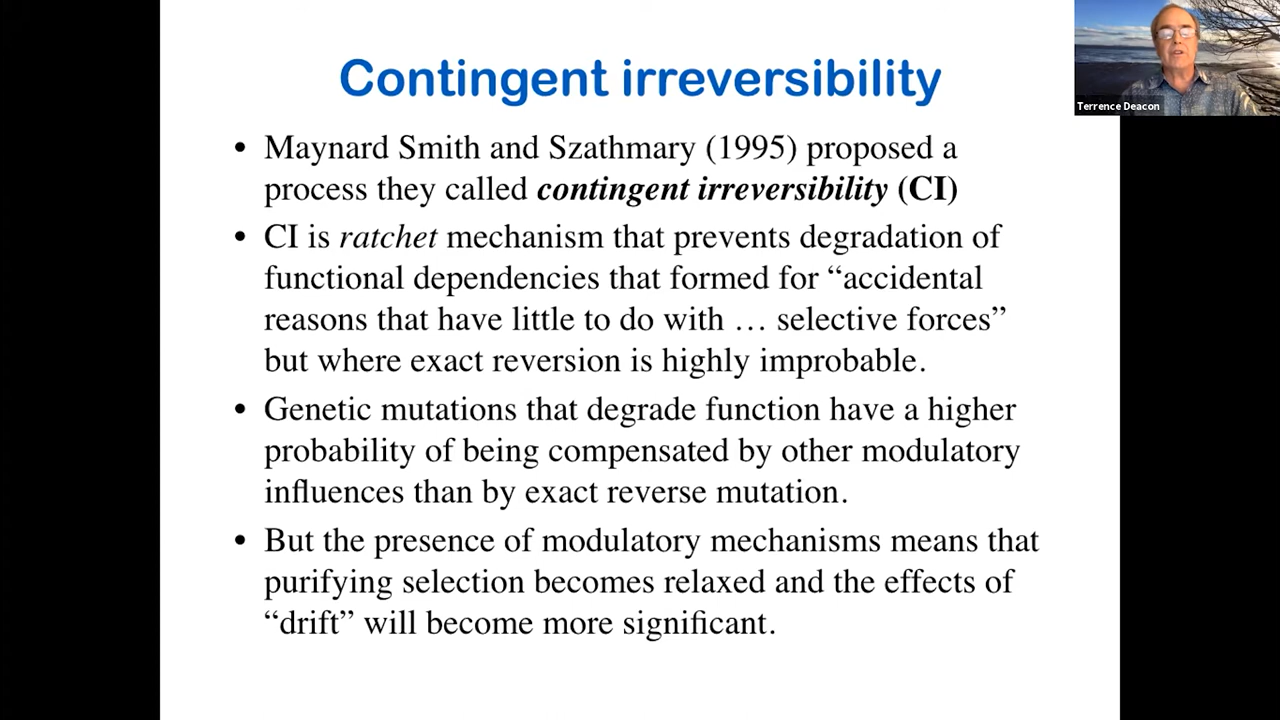 Contingent irreversibility
Terrence Deacon
• Maynard Smith and Szathmary (1995) proposed a
process they called contingent irreversibility (CI)
• CI is ratchet mechanism that prevents degradation of
functional dependencies that formed for “accidental
reasons that have little to do with … selective forces”
but where exact reversion is highly improbable.
• Genetic mutations that degrade function have a higher
probability of being compensated by other modulatory
influences than by exact reverse mutation.
• But the presence of modulatory mechanisms means that
purifying selection becomes relaxed and the effects of
“drift” will become more significant.